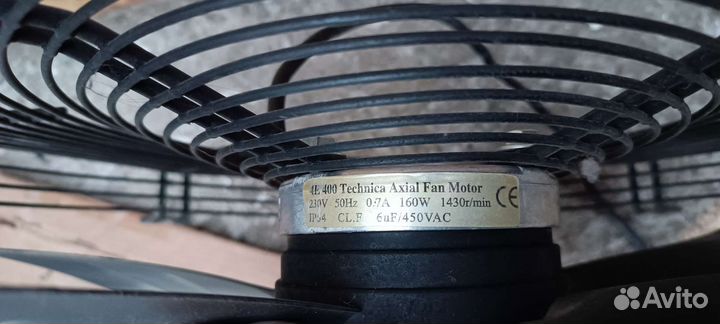 4E 400 Technica Axial Fan Motor
230V 50Hz 0.7A 160W 1430r/min CE
IP54 CL.F 6uF/450VAC
Avito